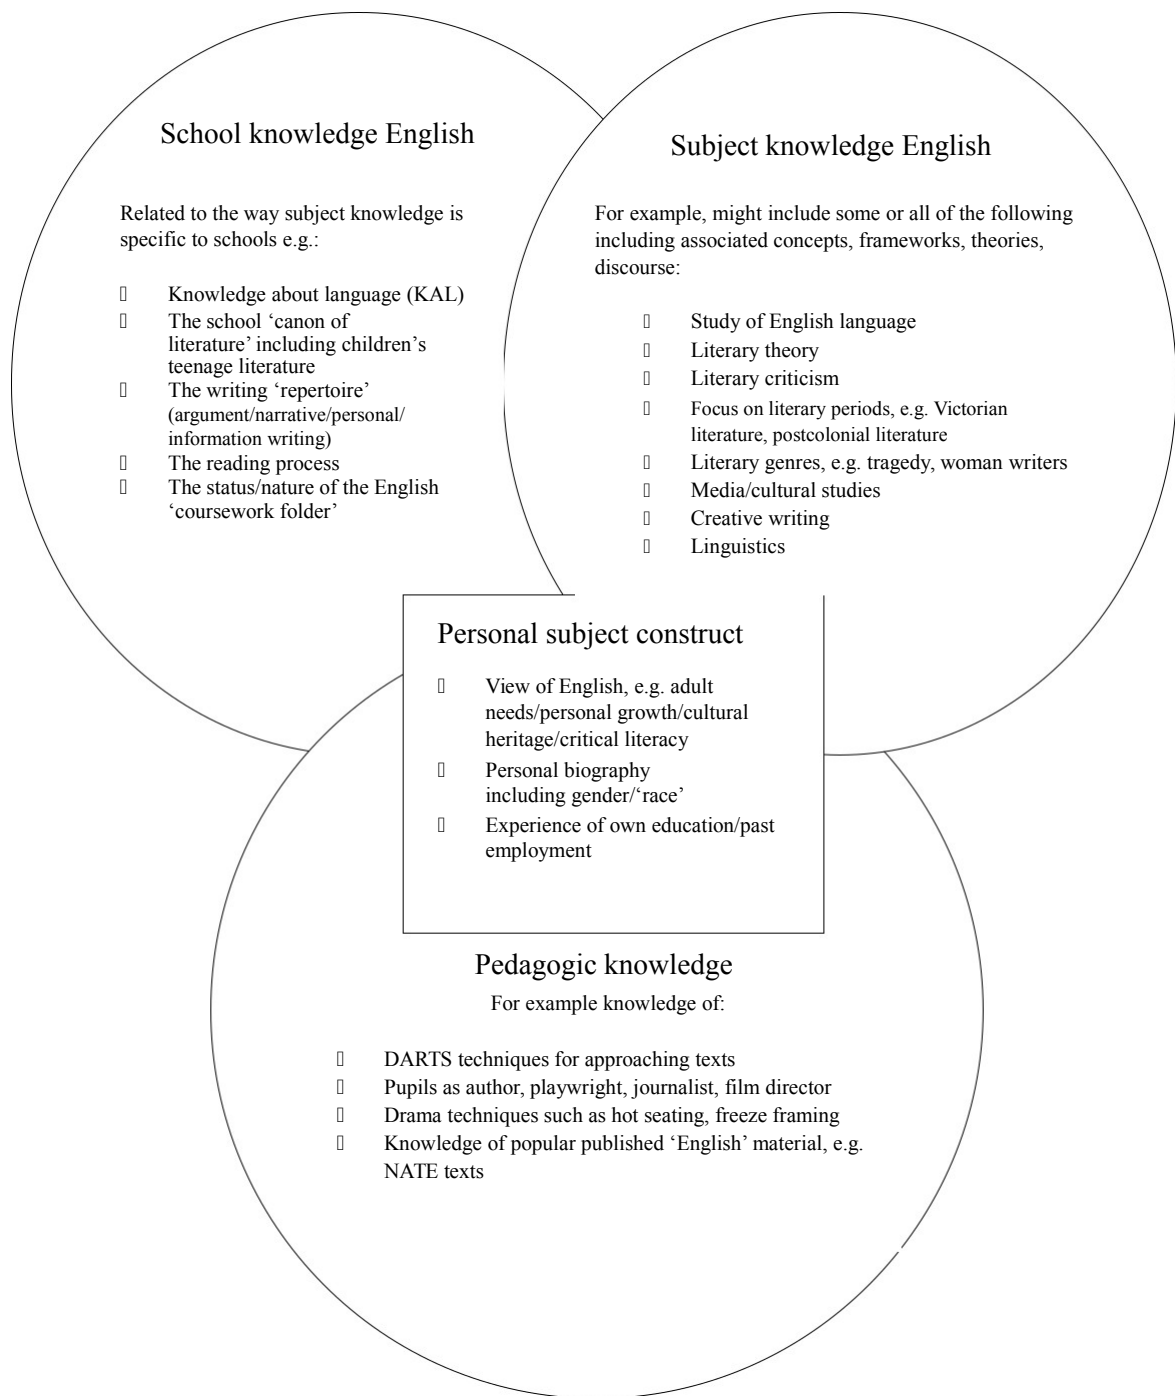 School knowledge English
Related to the way subject knowledge is
specific to schools e.g.:
Knowledge about language (KAL)
The school ‘canon of
literature’ including children’s
teenage literature
The writing ‘repertoire’
(argument/narrative/personal/
information writing)
The reading process
The status/nature of the English
‘coursework folder’
Subject knowledge English
For example, might include some or all of the following
including associated concepts, frameworks, theories,
discourse:
Study of English language
Literary theory
Literary criticism
Focus on literary periods, e.g. Victorian
literature, postcolonial literature
Literary genres, e.g. tragedy, woman writers
Media/cultural studies
Creative writing
Linguistics
Personal subject construct
View of English, e.g. adult
needs/personal growth/cultural
heritage/critical literacy
Personal biography
including gender/‘race’
Experience of own education/past
employment
Pedagogic knowledge
For example knowledge of:
DARTS techniques for approaching texts
Pupils as author, playwright, journalist, film director
Drama techniques such as hot seating, freeze framing
Knowledge of popular published ‘English’ material, e.g.
NATE texts